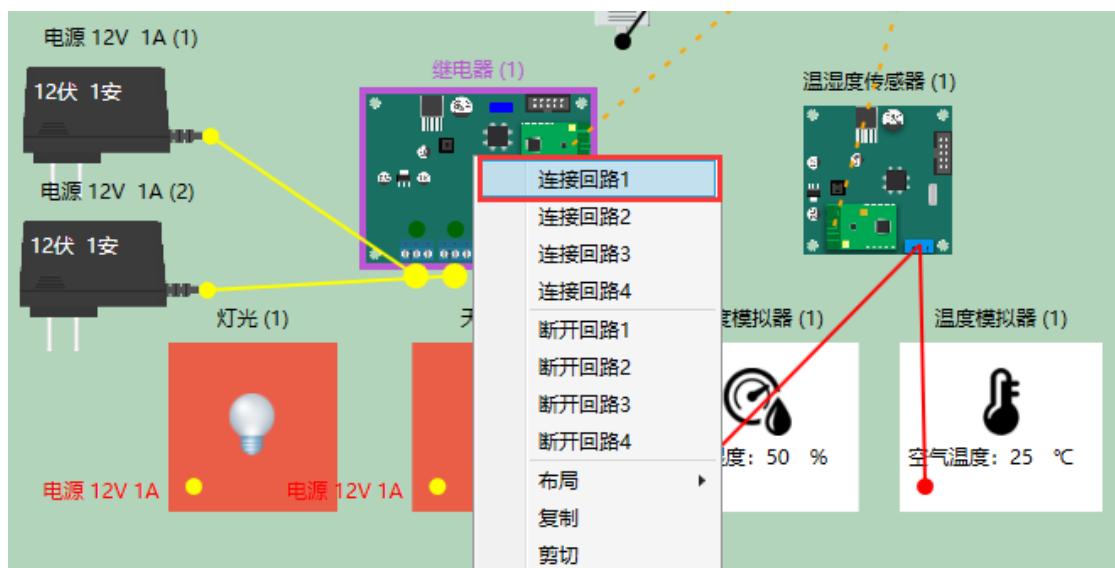 电源 12V 1A (1)
12伏 1安
继电器 (1)
温湿度传感器 (1)
电源 12V 1A (2)
12伏 1安
连接回路1
连接回路2
连接回路3
连接回路4
断开回路1
断开回路2
断开回路3
断开回路4
布局
复制
剪切
灯光 (1)
度模拟器 (1)
温度模拟器 (1)
度: 50 %
空气温度: 25 ℃
电源 12V 1A
电源 12V 1A